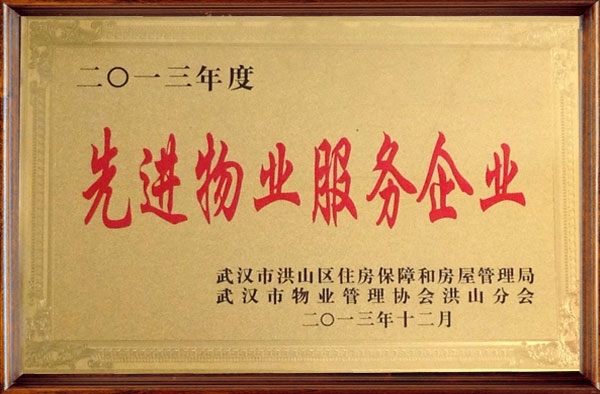 二〇一三年度
先进物业服务企业
武汉市洪山区住房保障和房屋管理局
武汉市物业管理协会洪山分会
二〇一三年十二月